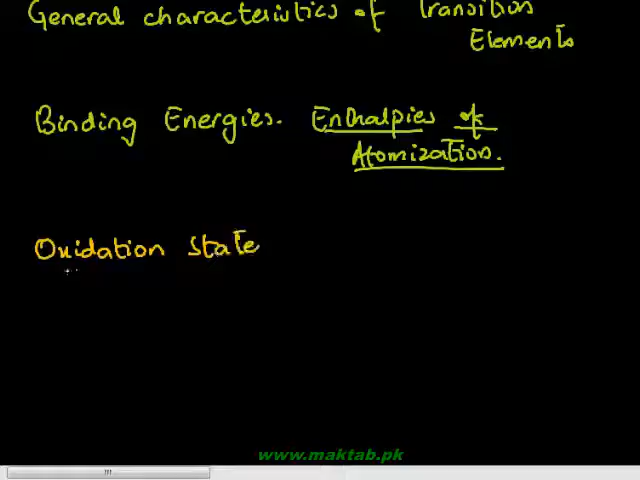 General characteristics of Transition
Elements
Binding Energies. Enthalpies of
Atomization.
Oxidation State
www.maktab.pk